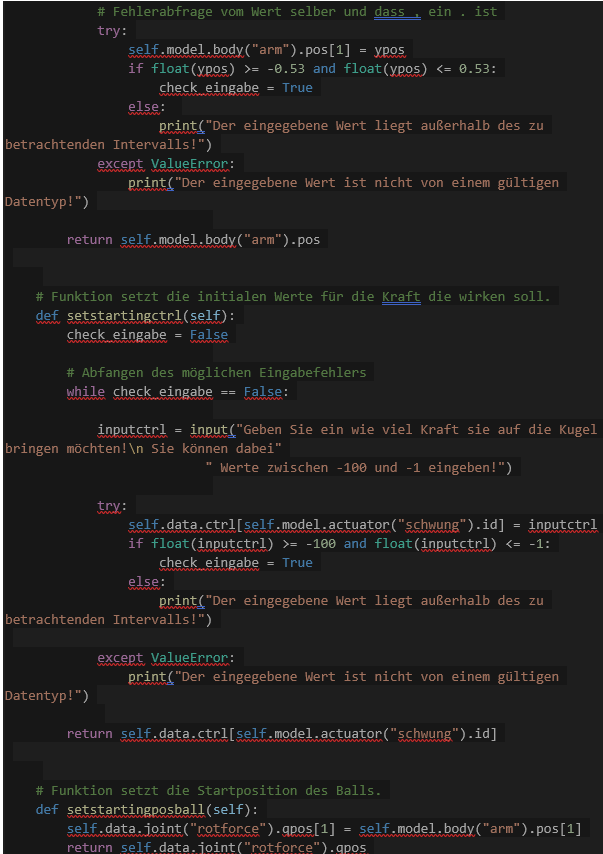 # Fehlerabfrage vom Wert selber und dass , ein . ist
try:
self.model.body("arm").pos[1] = ypos
if float(ypos) >= -0.53 and float(ypos) <= 0.53:
check_eingabe = True
else:
print("Der eingegebene Wert liegt außerhalb des zu
betrachtenden Intervalls!")
except ValueError:
print("Der eingegebene Wert ist nicht von einem gültigen
Datentyp!")
return self.model.body("arm").pos
# Funktion setzt die initialen Werte für die Kraft die wirken soll.
def setstartingctrl(self):
check_eingabe = False
# Abfangen des möglichen Eingabefehlers
while check_eingabe == False:
inputctrl = input("Geben Sie ein wie viel Kraft sie auf die Kugel
bringen möchten!\n Sie können dabei"
" Werte zwischen -100 und -1 eingeben!")
try:
self.data.ctrl[self.model.actuator("schwung").id] = inputctrl
if float(inputctrl) >= -100 and float(inputctrl) <= -1:
check_eingabe = True
else:
print("Der eingegebene Wert liegt außerhalb des zu
betrachtenden Intervalls!")
except ValueError:
print("Der eingegebene Wert ist nicht von einem gültigen
Datentyp!")
return self.data.ctrl[self.model.actuator("schwung").id]
# Funktion setzt die Startposition des Balls.
def setstartingposball(self):
self.data.joint("rotforce").qpos[1] = self.model.body("arm").pos[1]
return self.data.joint("rotforce").qpos